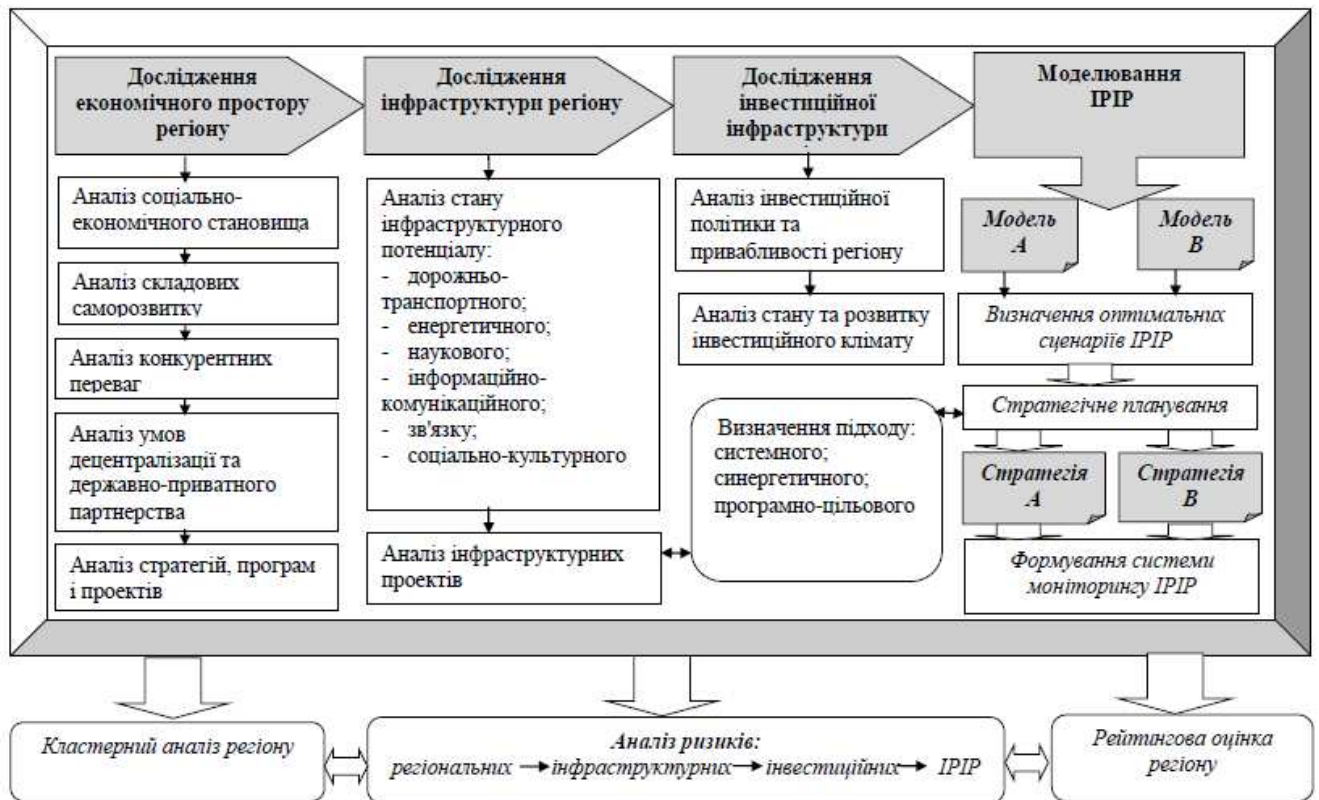 Дослідження
економічного простору
регіону
Дослідження
інфраструктури регіону
Дослідження
інвестиційної
інфраструктури
Моделювання
ІРІР
Аналіз соціально-
економічного становища
Аналіз складових
саморозвитку
Аналіз конкурентних
переваг
Аналіз умов
децентралізації та
державно-приватного
партнерства
Аналіз стратегій, програм
і проектів
Аналіз стану
інфраструктурного
потенціалу:
- дорожньо-
транспортного;
- енергетичного;
- наукового;
- інформаційно-
комунікаційного;
- зв'язку;
- соціально-культурного
Аналіз інфраструктурних
проектів
Аналіз інвестиційної
політики та
привабливості регіону
Аналіз стану та розвитку
інвестиційного клімату
Визначення підходу:
системного;
синергетичного;
програмно-цільового
Модель
А
Модель
В
Визначення оптимальних
сценаріїв ІРІР
Стратегічне планування
Стратегія
А
Стратегія
В
Формування системи
моніторингу ІРІР
Кластерний аналіз регіону
Аналіз ризиків:
регіональних інфраструктурних інвестиційних ІРІР
Рейтингова оцінка
регіону